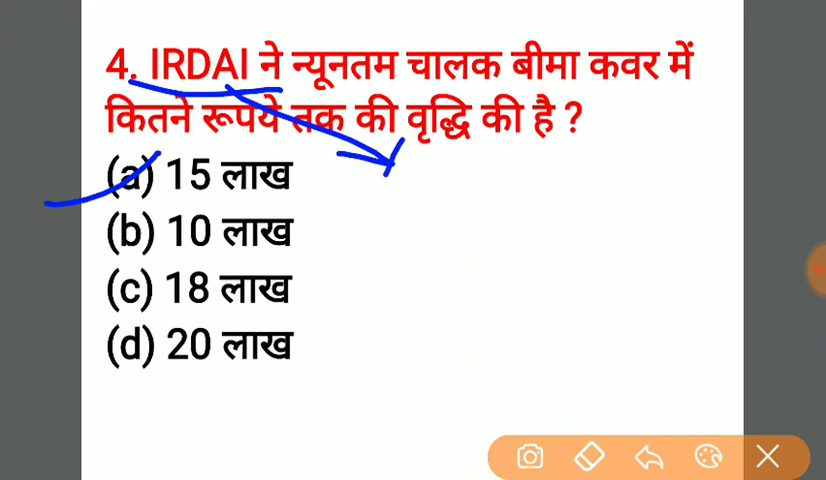 4. IRDAI ने न्यूनतम चालक बीमा कवर में
कितने रूपये तक की वृद्धि की है ?
(a) 15 लाख
(b) 10 लाख
(c) 18 लाख
(d) 20 लाख